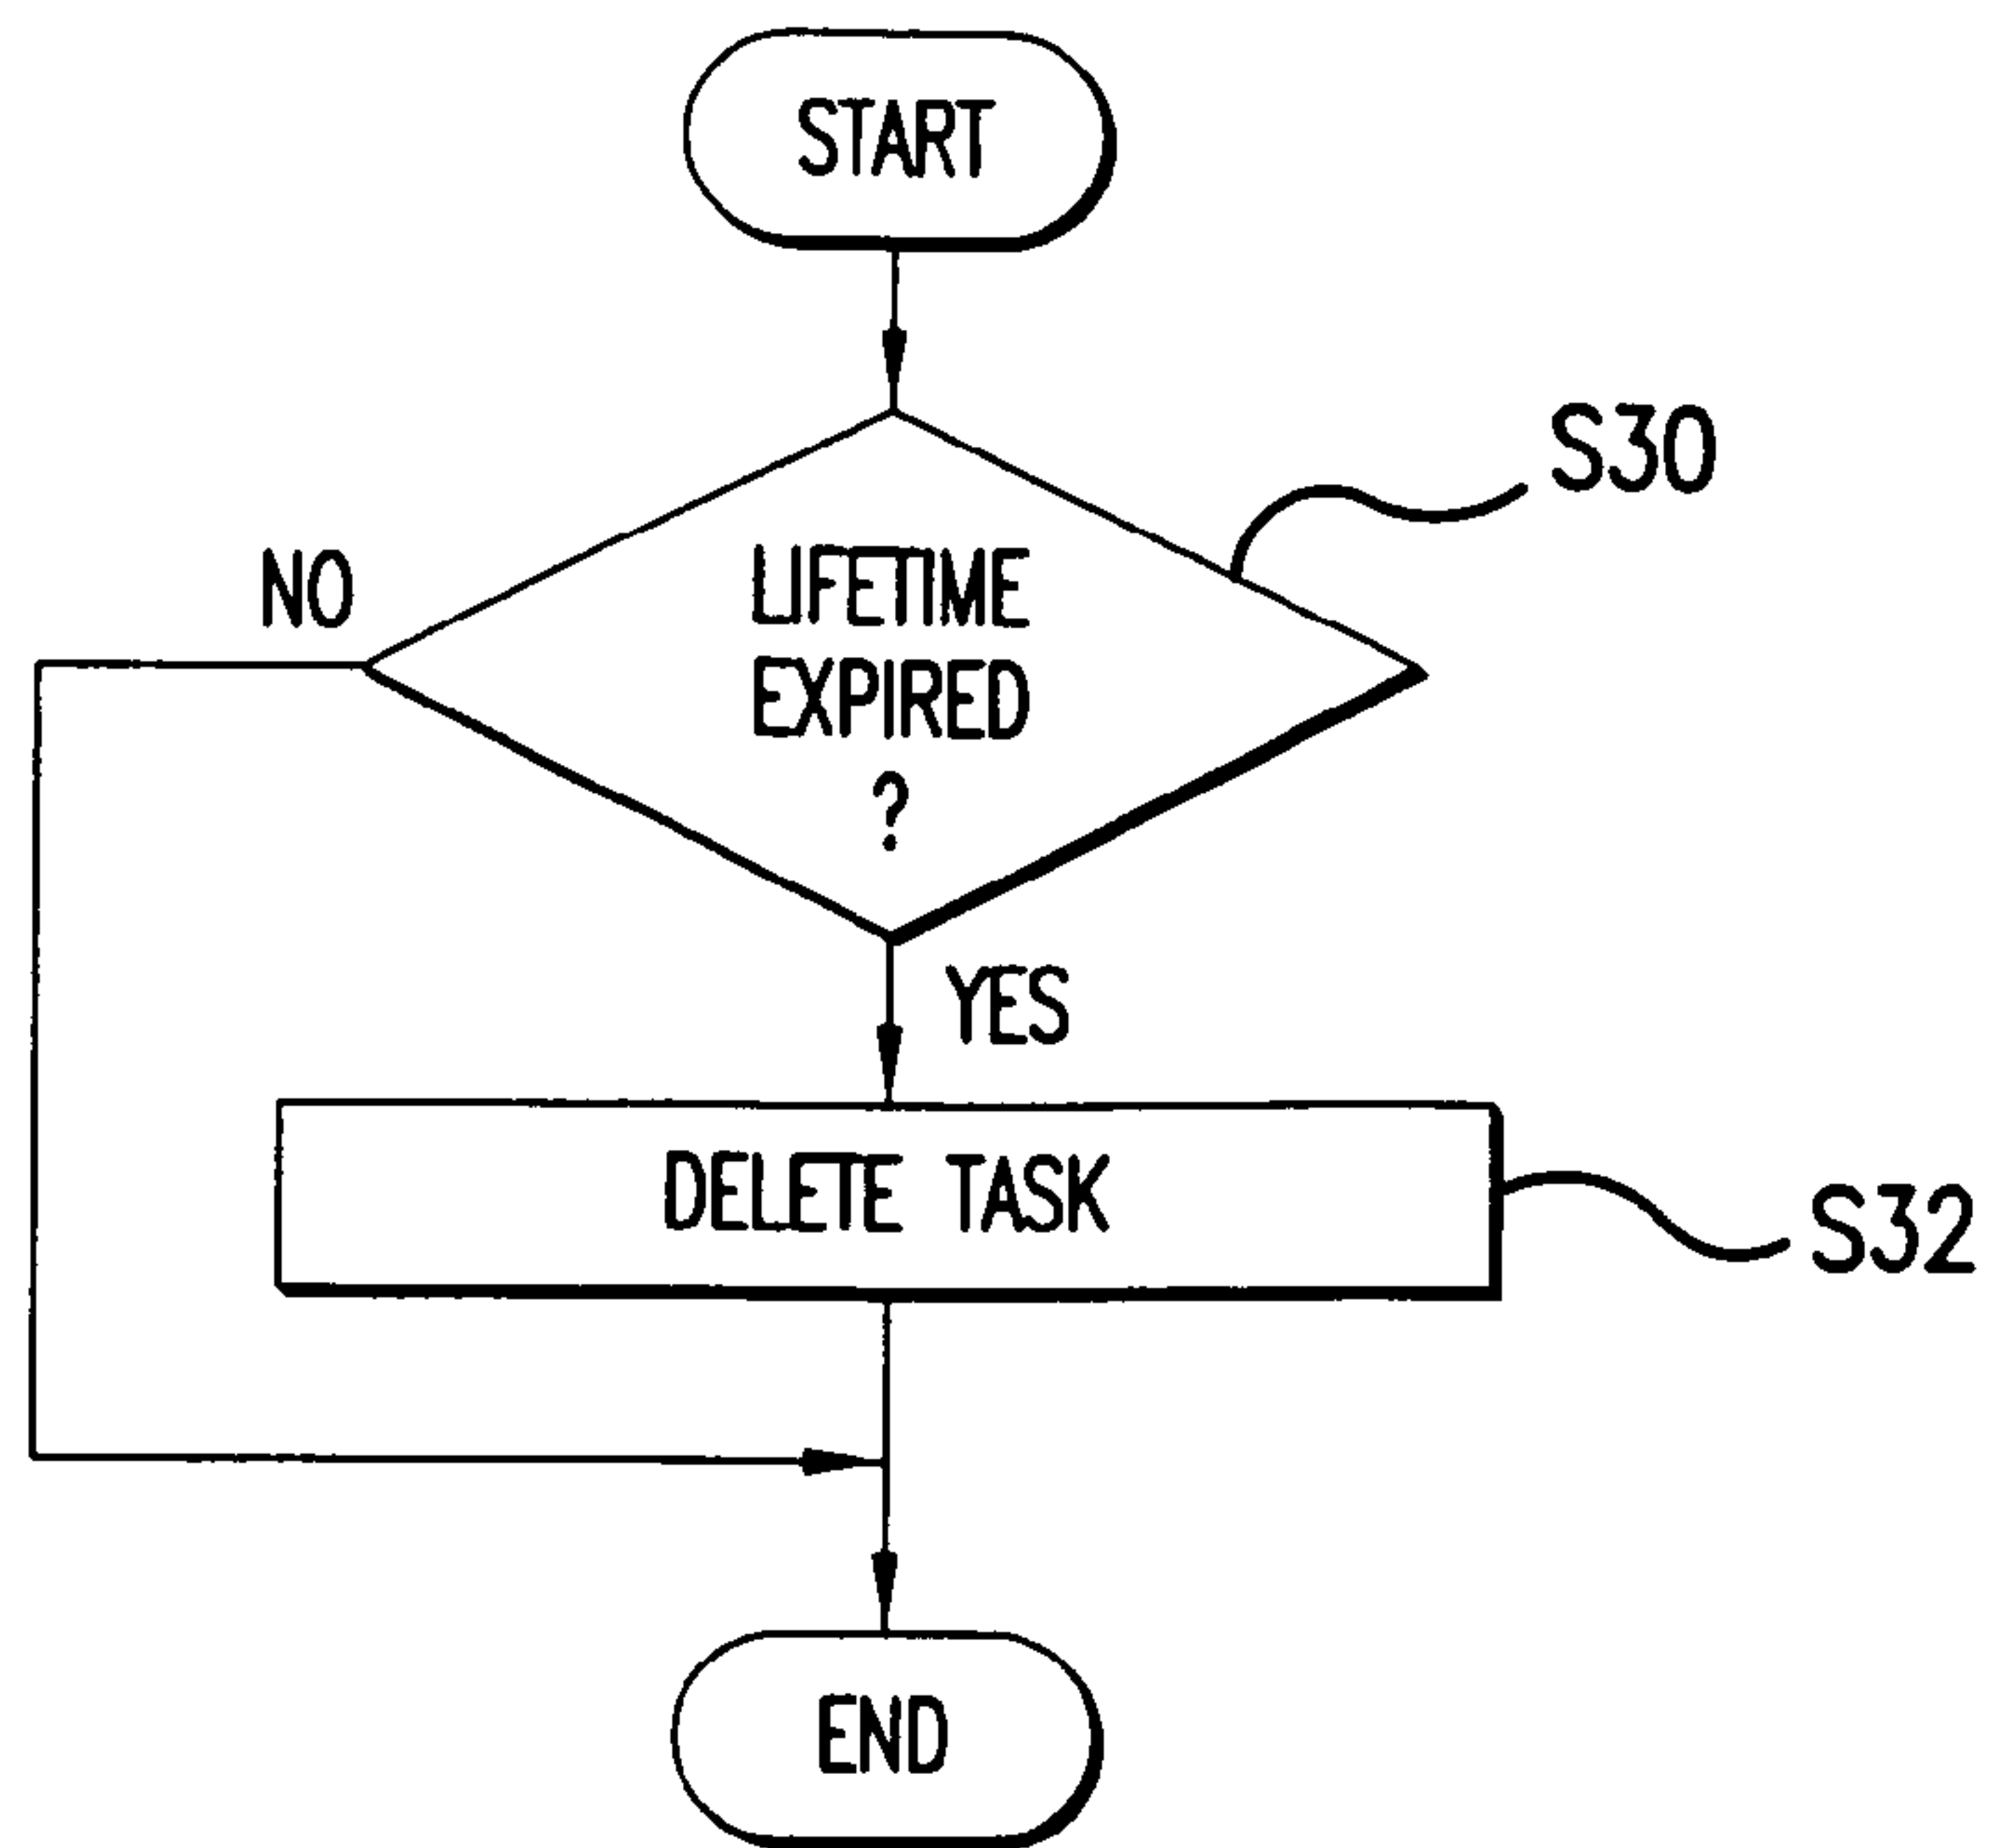 START
S30
NO
LIFETIME
EXPIRED
?
YES
DELETE TASK
S32
END